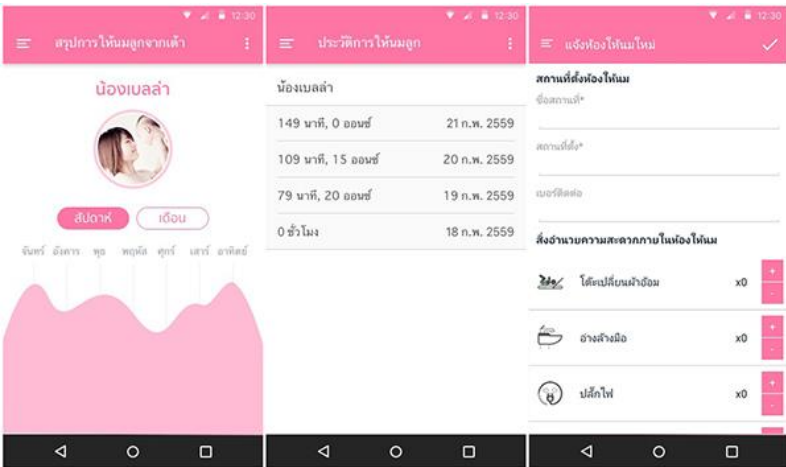 12:30
สรุปการให้นมลูกจากเต้า
น้องเบลล่า
สัปดาห์
เดือน
จันทร์ อังคาร พุธ พฤหัส ศุกร์ เสาร์ อาทิตย์
12:30
ประวัติการให้นมลูก
น้องเบลล่า
149 นาที, 0 ออนซ์ 21 ก.พ. 2559
109 นาที, 15 ออนซ์ 20 ก.พ. 2559
79 นาที, 20 ออนซ์ 19 ก.พ. 2559
0 ชั่วโมง 18 ก.พ. 2559
12:30
แจ้งห้องให้นมใหม่
สถานที่ตั้งห้องให้นม
ชื่อสถานที่*
สถานที่ตั้ง*
เบอร์ติดต่อ
สิ่งอำนวยความสะดวกภายในห้องให้นม
โต๊ะเปลี่ยนผ้าอ้อม x0 + -
อ่างล้างมือ x0 + -
ปลั๊กไฟ x0 + -